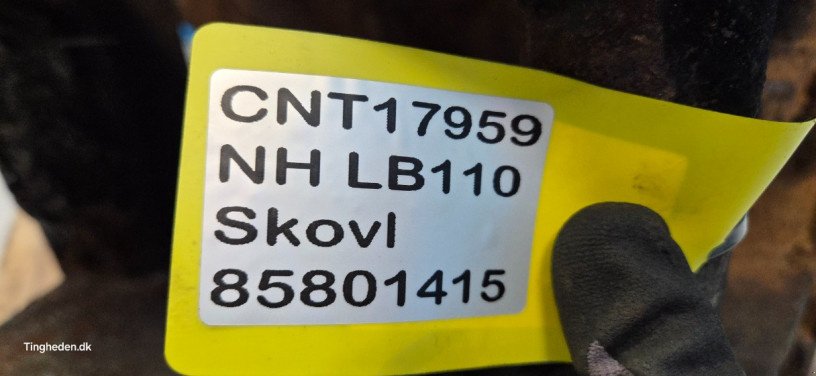 CNT17959
NH LB110
Skovl
85801415
Tingheden.dk